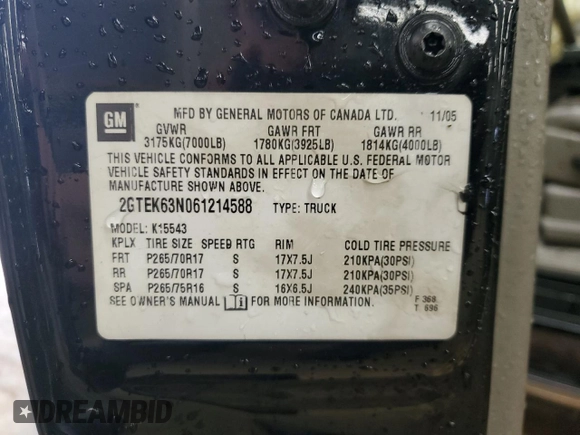 GM
MFD BY GENERAL MOTORS OF CANADA LTD. 11/05
GVWR GAWR FRT GAWR RR
3175KG(7000LB) 1780KG(3925LB) 1814KG(4000LB)
THIS VEHICLE CONFORMS TO ALL APPLICABLE U.S. FEDERAL MOTOR
VEHICLE SAFETY STANDARDS IN EFFECT ON THE DATE OF
MANUFACTURE SHOWN ABOVE.
2GTEK63N061214588 TYPE: TRUCK
MODEL: K15543
KPLX TIRE SIZE SPEED RTG RIM COLD TIRE PRESSURE
FRT P265/70R17 S 17X7.5J 210KPA(30PSI)
RR P265/70R17 S 17X7.5J 210KPA(30PSI)
SPA P265/75R16 S 16X6.5J 240KPA(35PSI)
SEE OWNER'S MANUAL FOR MORE INFORMATION.
F 368
T 696
DREAMBID